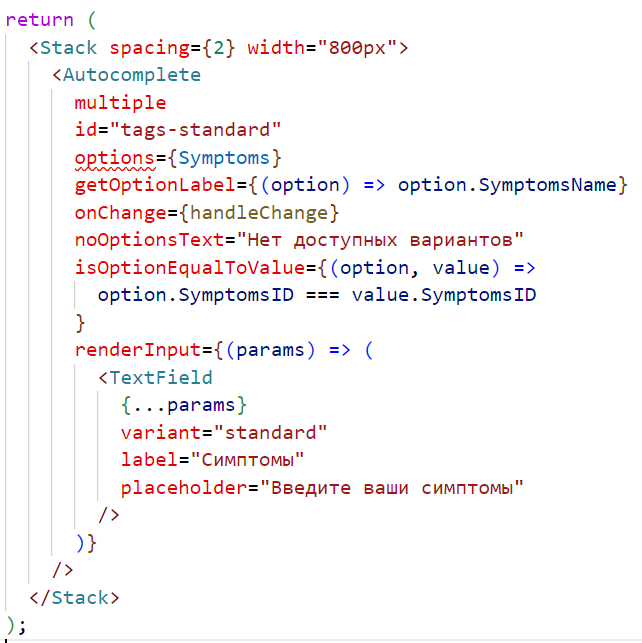 return (
<Stack spacing={2} width="800px">
<Autocomplete
multiple
id="tags-standard"
options={Symptoms}
getOptionLabel={(option) => option.SymptomsName}
onChange={handleChange}
noOptionsText="Нет доступных вариантов"
isOptionEqualToValue={(option, value) =>
option.SymptomsID === value.SymptomsID
}
renderInput={(params) => (
<TextField
{...params}
variant="standard"
label="Симптомы"
placeholder="Введите ваши симптомы"
/>
)}
/>
</Stack>
);